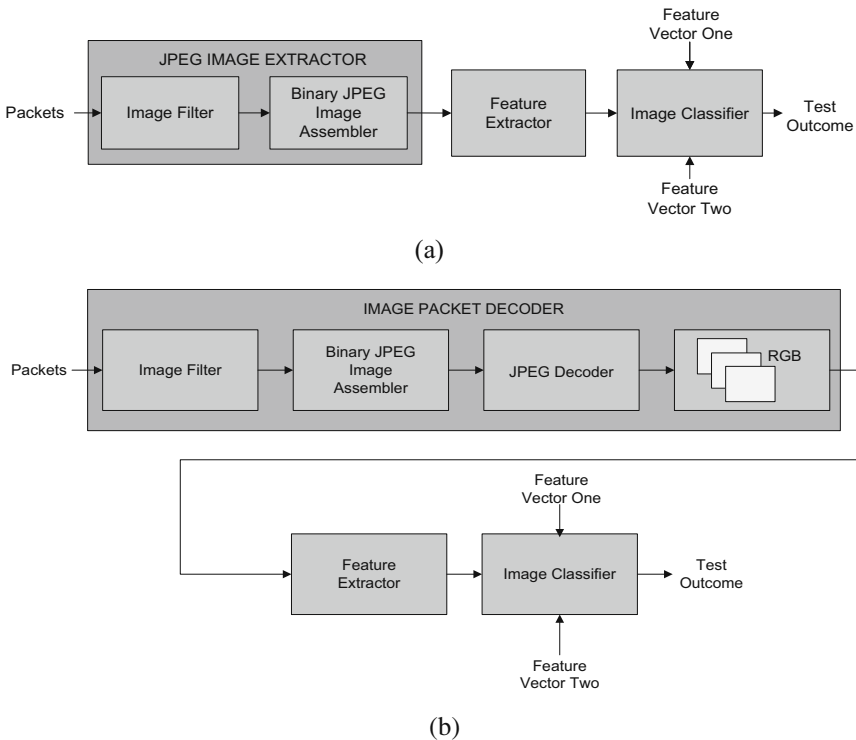 Feature
Vector One
JPEG IMAGE EXTRACTOR
Packets
Image Filter
Binary JPEG
Image
Assembler
Feature
Extractor
Image Classifier
Test
Outcome
Feature
Vector Two
(a)
IMAGE PACKET DECODER
Packets
Image Filter
Binary JPEG
Image
Assembler
JPEG Decoder
RGB
Feature
Vector One
Feature
Extractor
Image Classifier
Test
Outcome
Feature
Vector Two
(b)